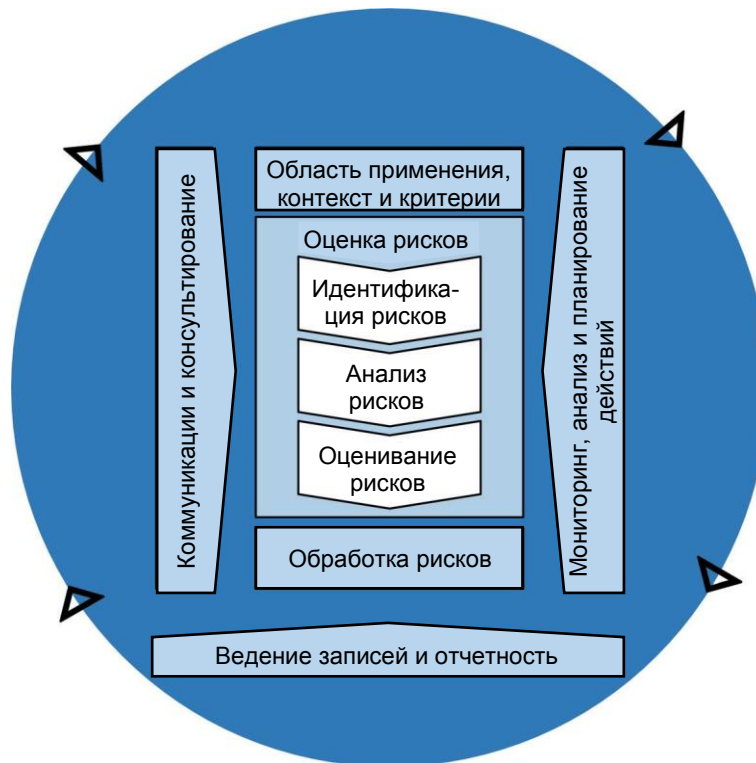 Коммуникации и консультирование
Область применения,
контекст и критерии
Оценка рисков
Идентифика-
ция рисков
Анализ
рисков
Оценивание
рисков
Обработка рисков
Мониторинг, анализ и планирование
действий
Ведение записей и отчетность